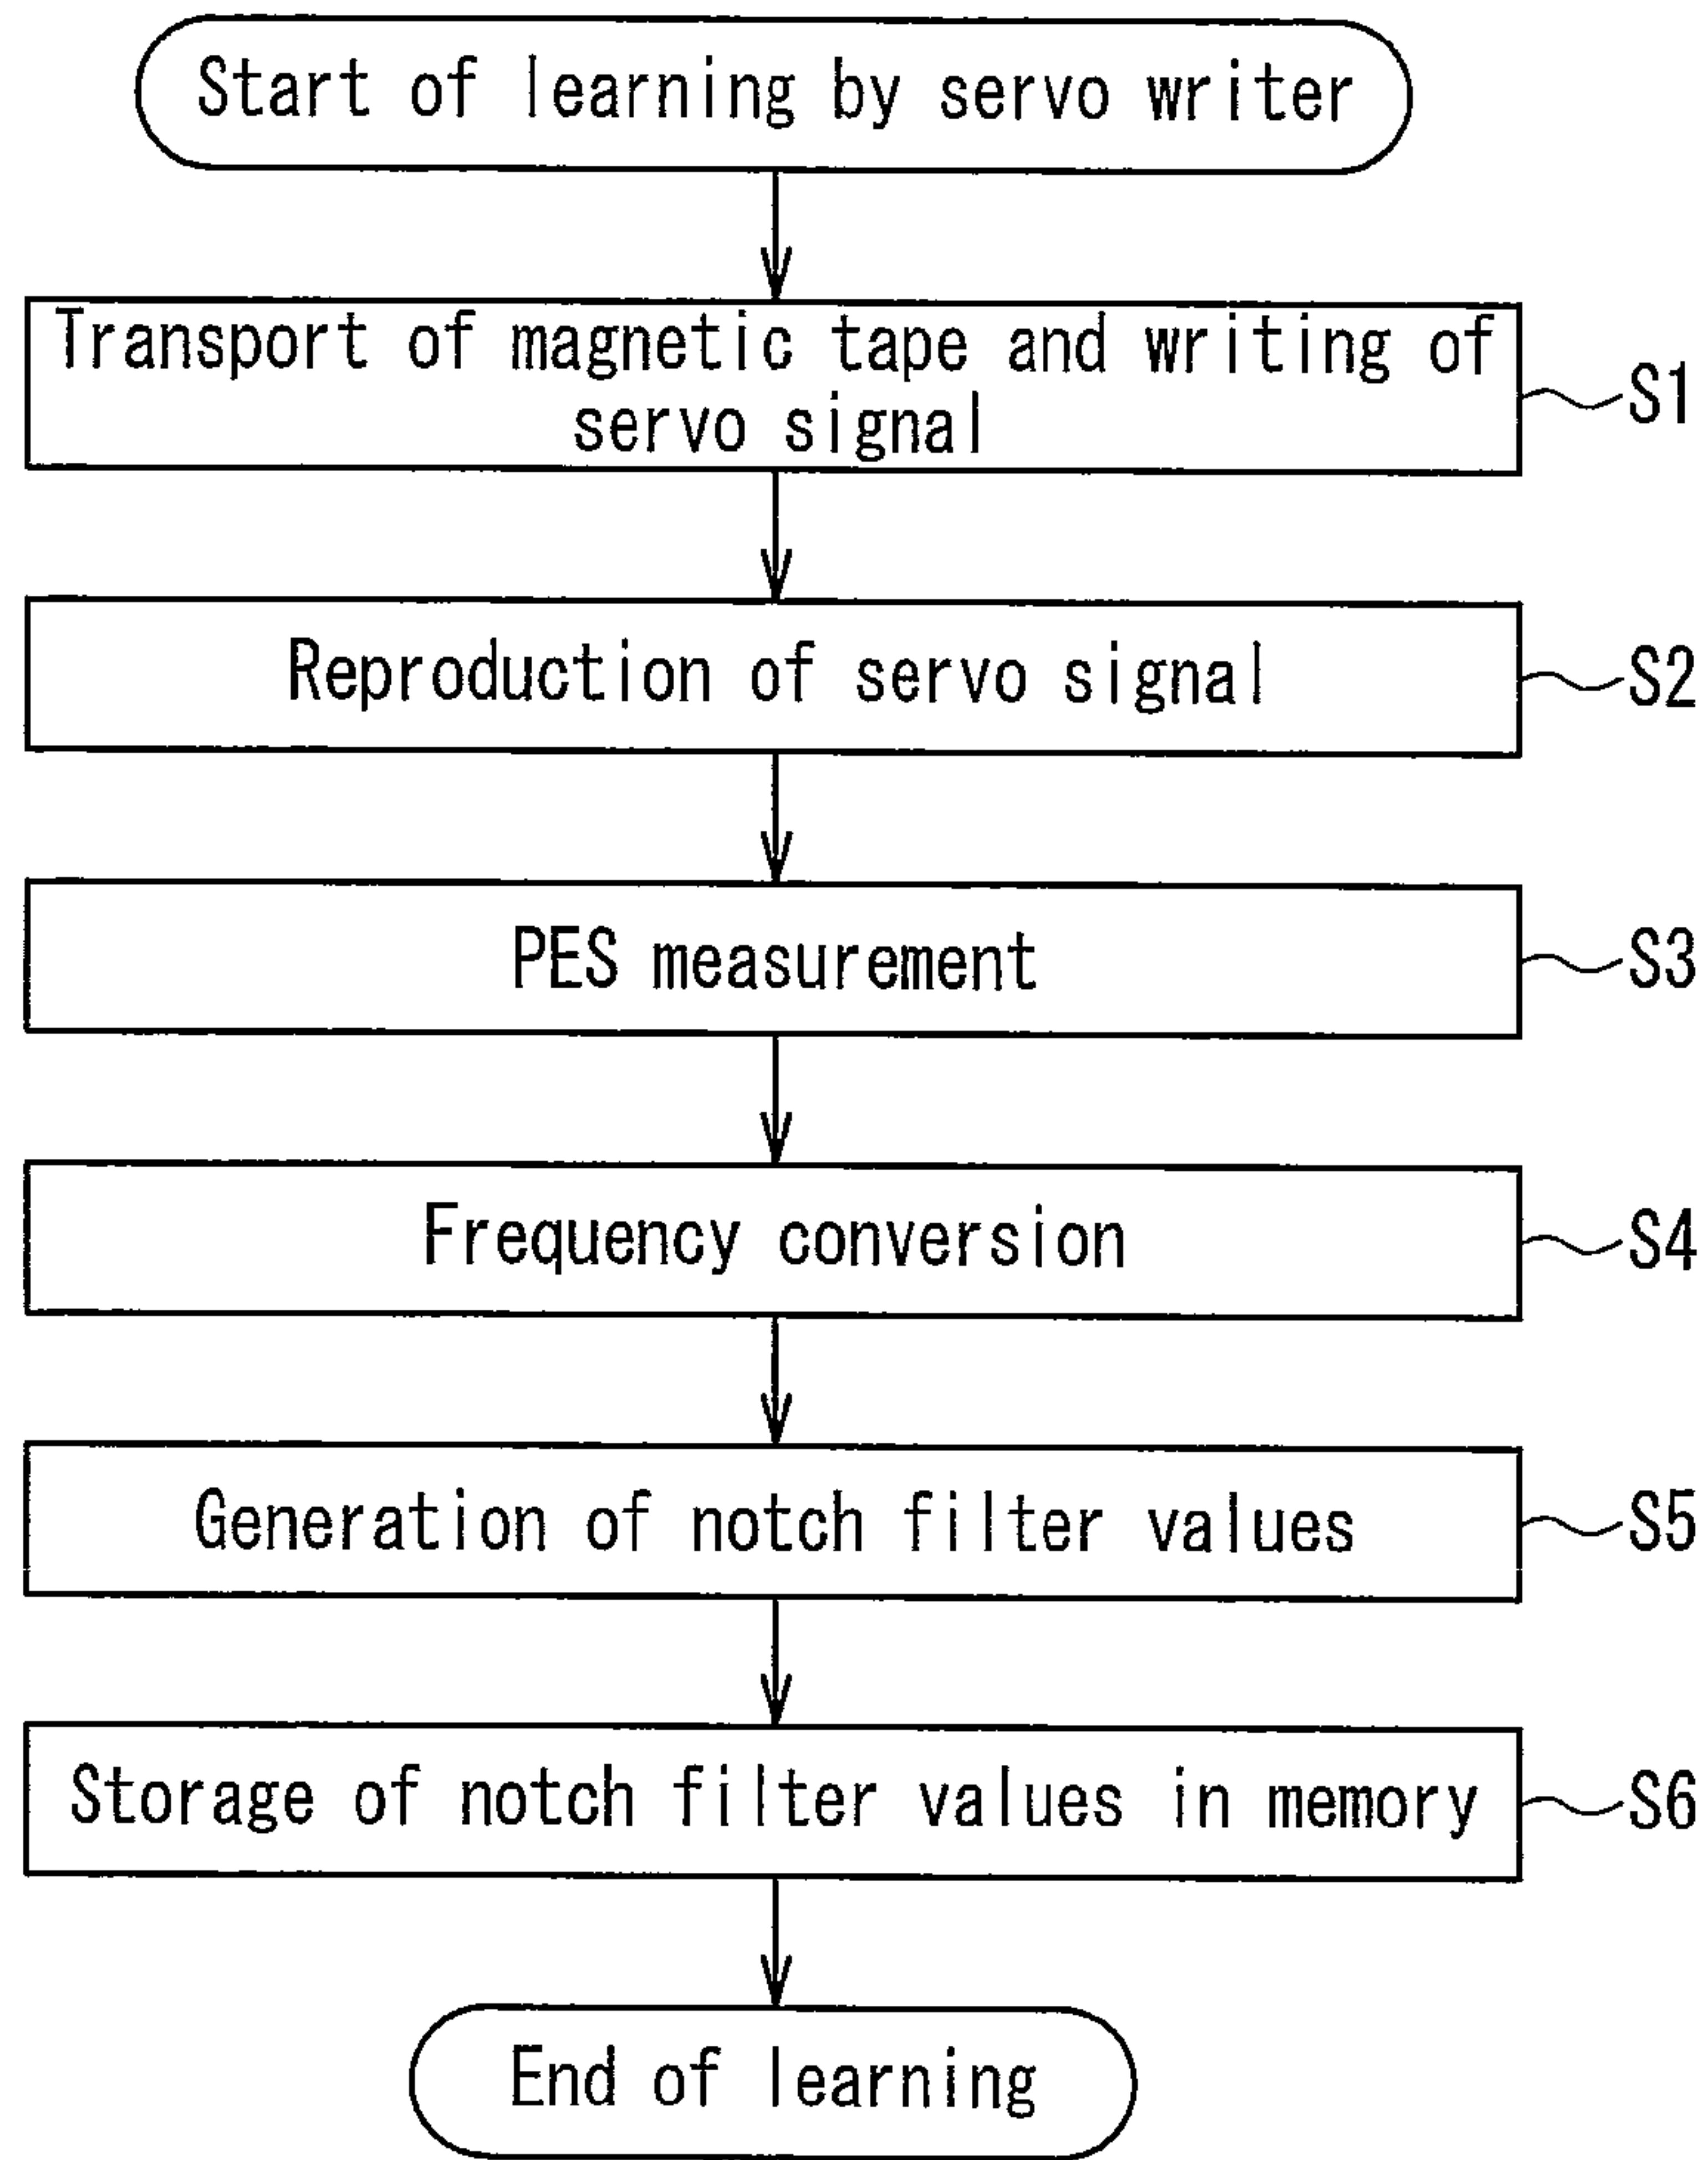 Start of learning by servo writer
Transport of magnetic tape and writing of
servo signal
S1
Reproduction of servo signal
S2
PES measurement
S3
Frequency conversion
S4
Generation of notch filter values
S5
Storage of notch filter values in memory
S6
End of learning